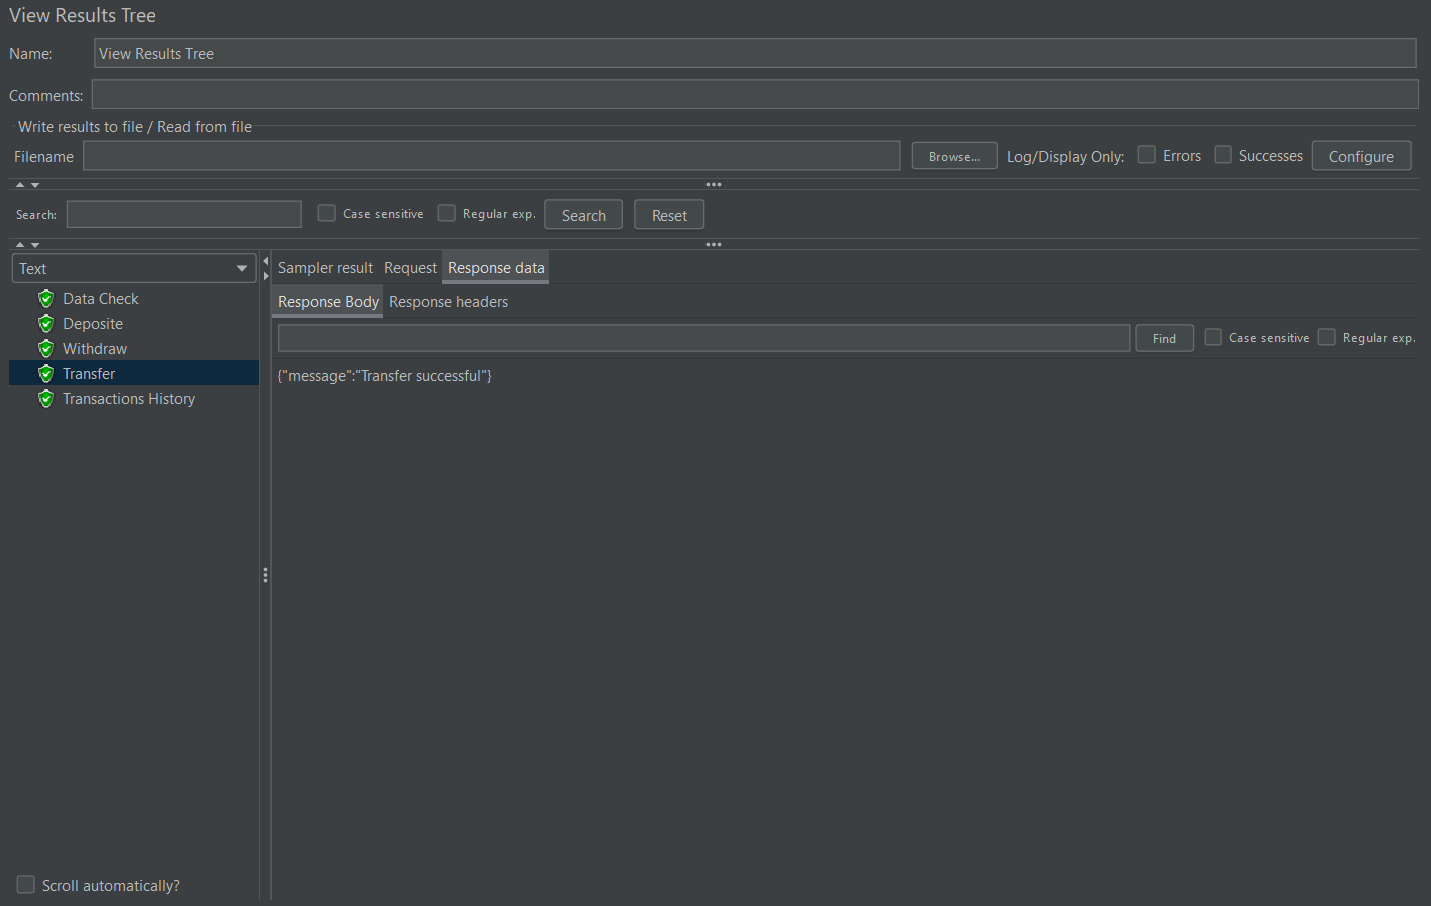 View Results Tree
Name: View Results Tree
Comments:
Write results to file / Read from file
Filename Browse... Log/Display Only: Errors Successes Configure
Search: Case sensitive Regular exp. Search Reset
Text
Data Check
Deposite
Withdraw
Transfer
Transactions History
Scroll automatically?
Sampler result Request Response data
Response Body Response headers
Find Case sensitive Regular exp.
{"message":"Transfer successful"}